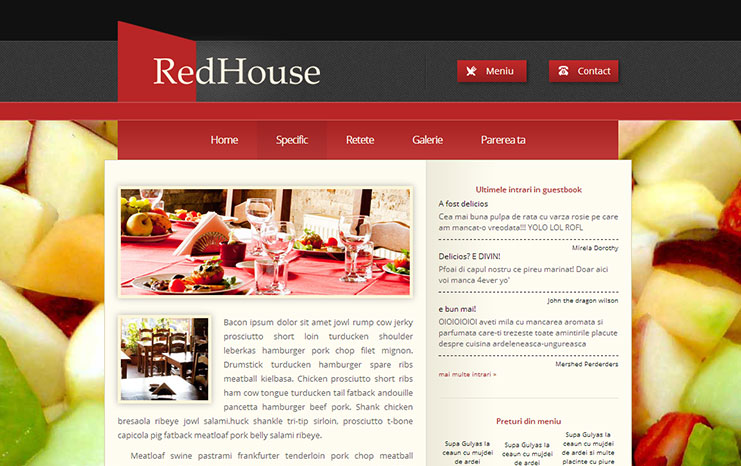 RedHouse
Meniu
Contact
Home
Specific
Retete
Galerie
Parerea ta
Bacon ipsum dolor sit amet jowl rump cow jerky
prosciutto short loin turducken shoulder
leberkas hamburger pork chop filet mignon.
Drumstick turducken hamburger spare ribs
meatball kielbasa. Chicken prosciutto short ribs
ham cow tongue turducken tail fatback andouille
pancetta hamburger beef pork. Shank chicken
bresaola ribeye jowl salami.huck shankle tri-tip sirloin, prosciutto t-bone
capicola pig fatback meatloaf pork belly salami ribeye.
Meatloaf swine pastrami frankfurter tenderloin pork chop meatball
Ultimele intrari in guestbook
A fost delicios
Cea mai buna pulpa de rata cu varza rosie pe care
am mancat-o vreodata!!! YOLO LOL ROFL
Mirela Dorothy
Delicios? E DIVIN!
Pfoai di capul nostru ce pireu marinat! Doar aici
voi manca 4ever yo'
John the dragon wilson
e bun mai!
OIOIOIOIOI aveti mila cu mancarea aromata si
parfumata care-ti trezeste toate amintirile placute
despre cuisina ardeleneasca-ungureasca
Mershed Perderders
mai multe intrari »
Preturi din meniu
Supa Gulyas la
ceaun cu mujdei
de ardei
Supa Gulyas la
ceaun cu mujdei
Supa Gulyas la
ceaun cu mujdei
de ardei si multe
placinte cu piure